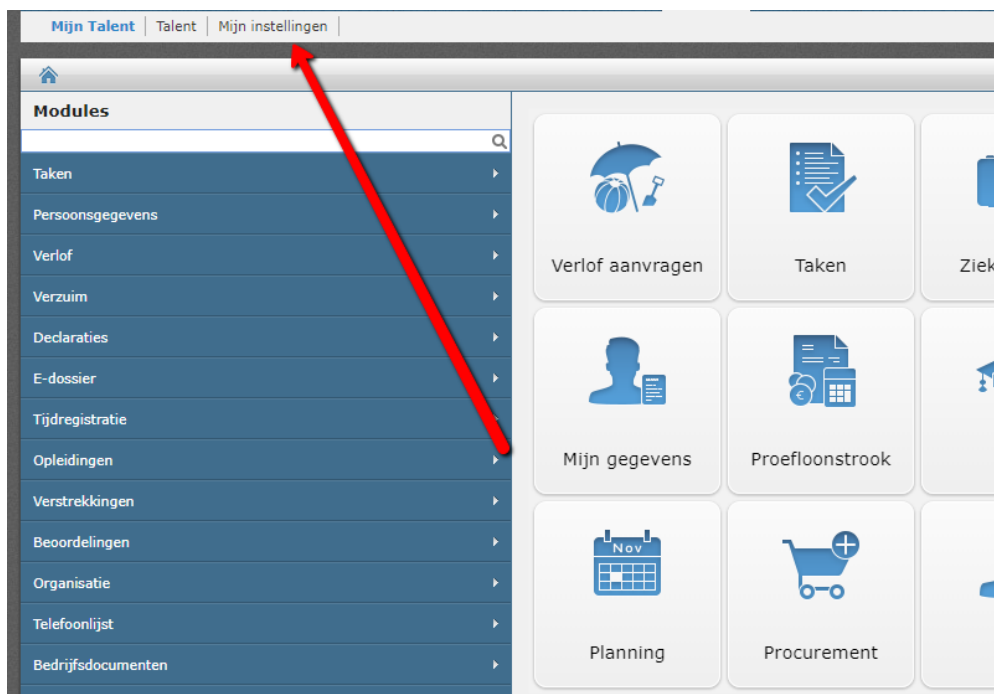 Mijn Talent | Talent | Mijn instellingen |
Modules
Taken
Persoonsgegevens
Verlof
Verzuim
Declaraties
E-dossier
Tijdregistratie
Opleidingen
Verstrekkingen
Beoordelingen
Organisatie
Telefoonlijst
Bedrijfsdocumenten
Verlof aanvragen
Taken
Ziek
Mijn gegevens
Proefloonstrook
Nov
Planning
Procurement